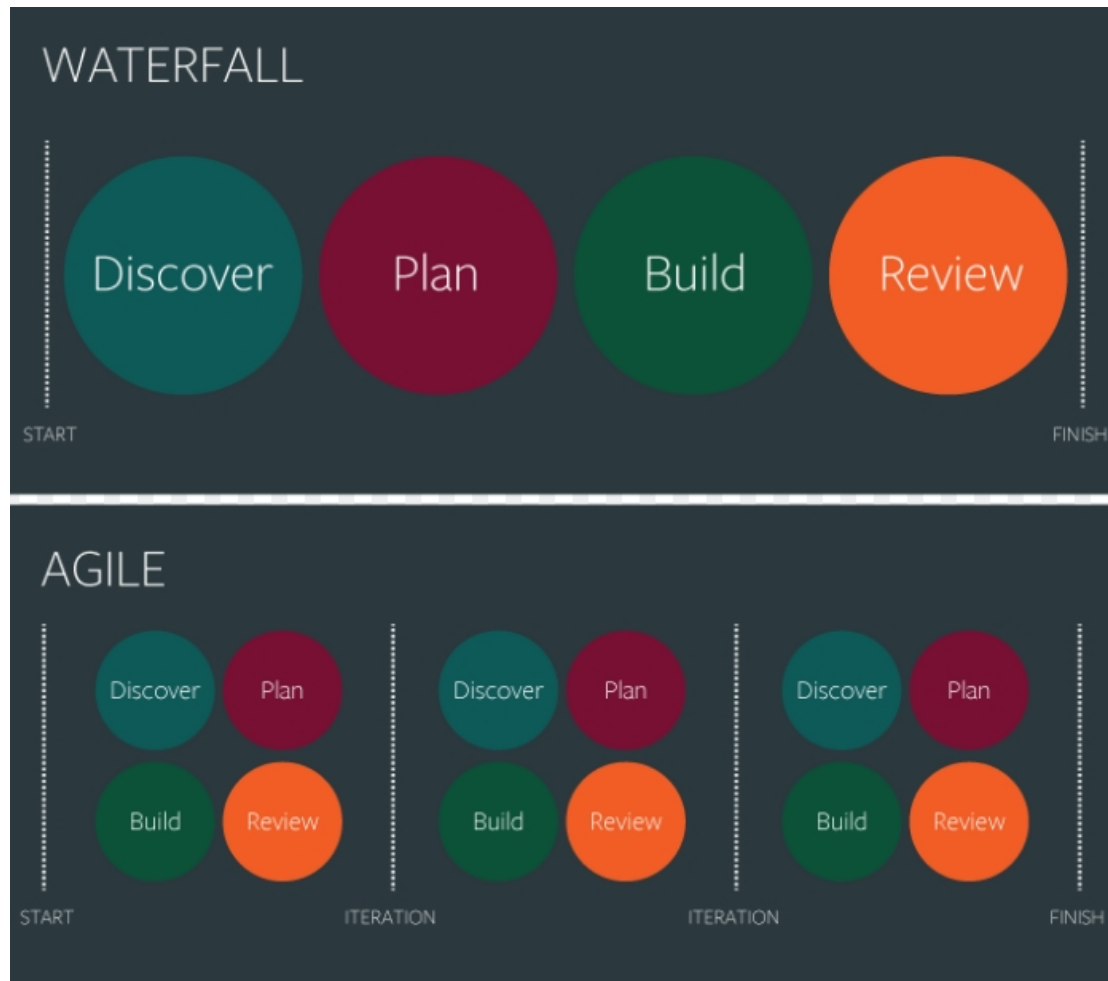 WATERFALL
Discover Plan Build Review
START FINISH
AGILE
Discover Plan Discover Plan Discover Plan
Build Review Build Review Build Review
START ITERATION ITERATION FINISH